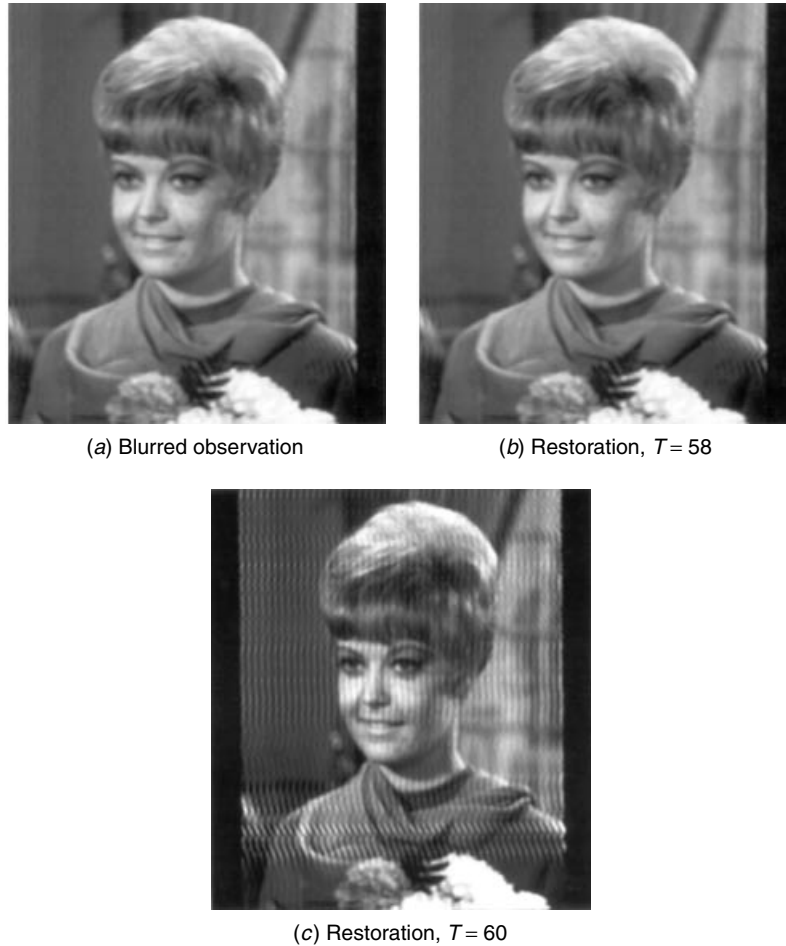 (a) Blurred observation
(b) Restoration, T = 58
(c) Restoration, T = 60